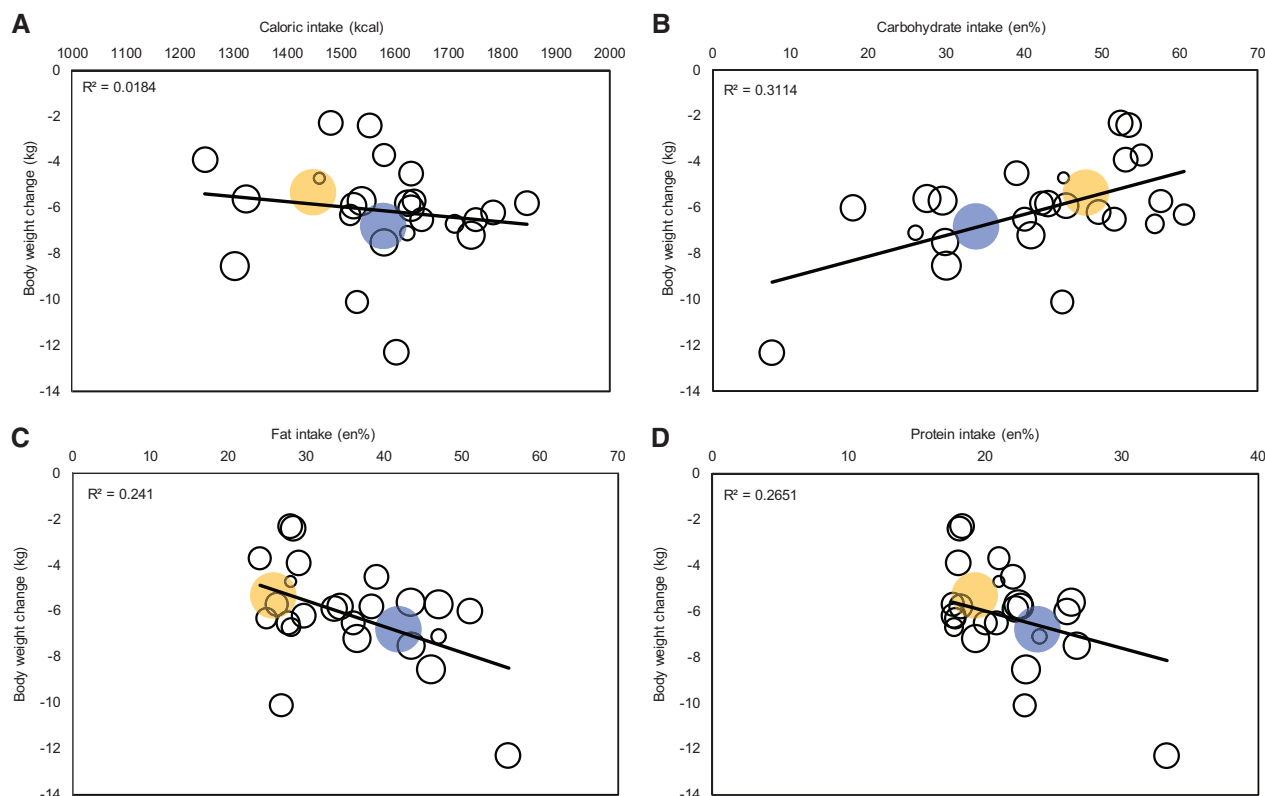 A
Caloric intake (kcal)
1000 1100 1200 1300 1400 1500 1600 1700 1800 1900 2000
R² = 0.0184
Body weight change (kg)
0
-2
-4
-6
-8
-10
-12
-14
B
Carbohydrate intake (en%)
0 10 20 30 40 50 60 70
R² = 0.3114
Body weight change (kg)
0
-2
-4
-6
-8
-10
-12
-14
C
Fat intake (en%)
0 10 20 30 40 50 60 70
R² = 0.241
Body weight change (kg)
0
-2
-4
-6
-8
-10
-12
-14
D
Protein intake (en%)
0 10 20 30 40
R² = 0.2651
Body weight change (kg)
0
-2
-4
-6
-8
-10
-12
-14